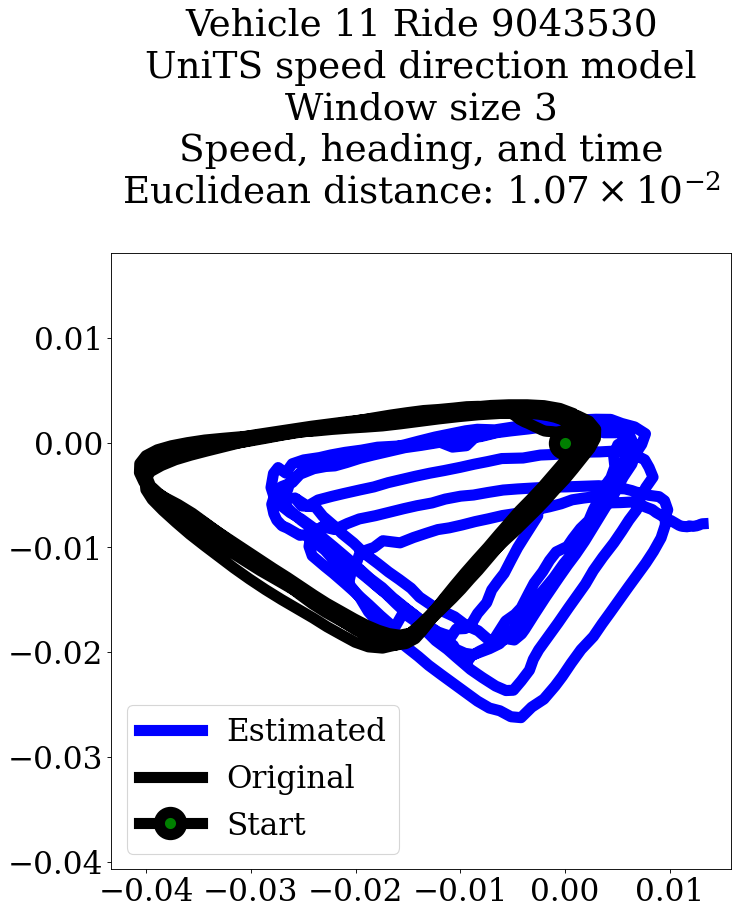 Vehicle 11 Ride 9043530
UniTS speed direction model
Window size 3
Speed, heading, and time
Euclidean distance: 1.07 × 10⁻²
0.01
0.00
−0.01
−0.02
−0.03
−0.04
Estimated
Original
Start
−0.04 −0.03 −0.02 −0.01 0.00 0.01